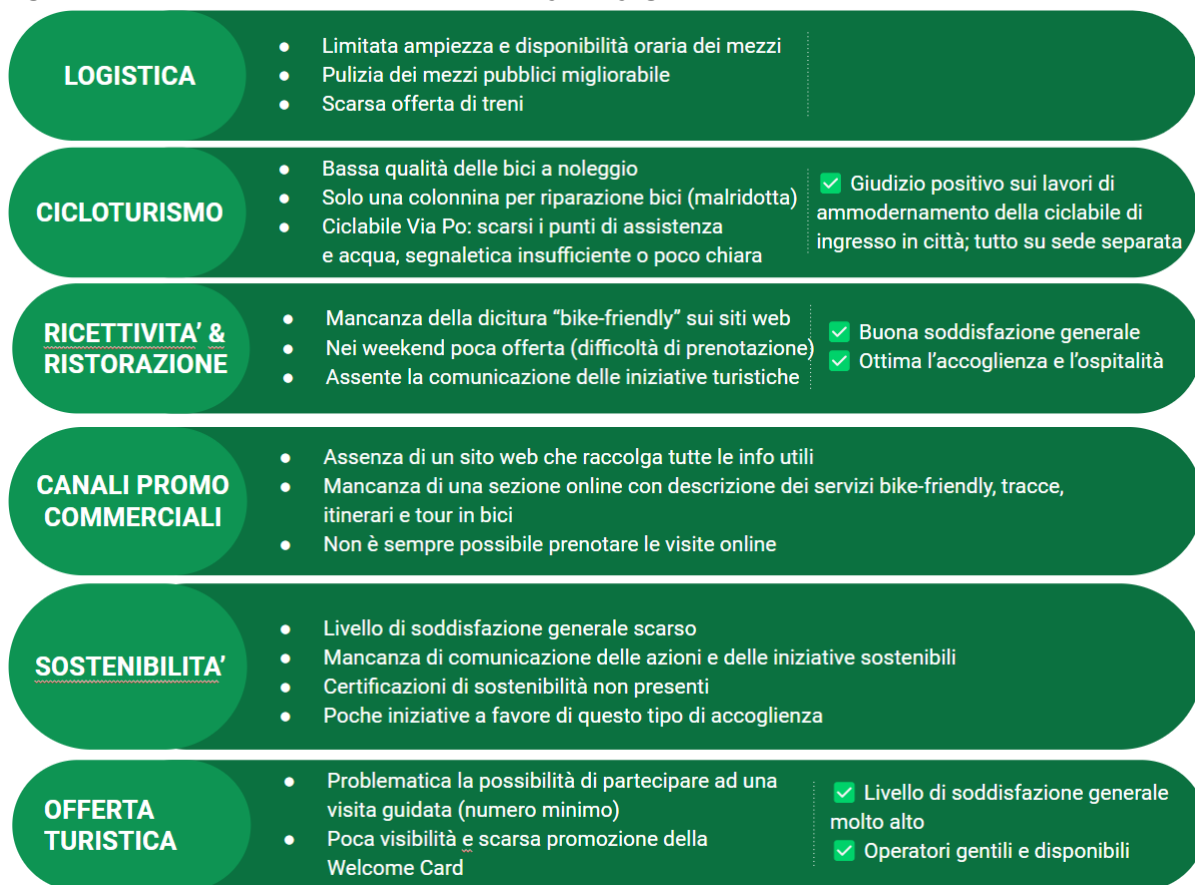 LOGISTICA
● Limitata ampiezza e disponibilità oraria dei mezzi
● Pulizia dei mezzi pubblici migliorabile
● Scarsa offerta di treni
CICLOTURISMO
● Bassa qualità delle bici a noleggio
● Solo una colonnina per riparazione bici (malridotta)
● Ciclabile Via Po: scarsi i punti di assistenza
e acqua, segnaletica insufficiente o poco chiara
✅ Giudizio positivo sui lavori di
ammodernamento della ciclabile di
ingresso in città; tutto su sede separata
RICETTIVITA’ &
RISTORAZIONE
● Mancanza della dicitura “bike-friendly” sui siti web
● Nei weekend poca offerta (difficoltà di prenotazione)
● Assente la comunicazione delle iniziative turistiche
✅ Buona soddisfazione generale
✅ Ottima l’accoglienza e l’ospitalità
CANALI PROMO
COMMERCIALI
● Assenza di un sito web che raccolga tutte le info utili
● Mancanza di una sezione online con descrizione dei servizi bike-friendly, tracce,
itinerari e tour in bici
● Non è sempre possibile prenotare le visite online
SOSTENIBILITA’
● Livello di soddisfazione generale scarso
● Mancanza di comunicazione delle azioni e delle iniziative sostenibili
● Certificazioni di sostenibilità non presenti
● Poche iniziative a favore di questo tipo di accoglienza
OFFERTA
TURISTICA
● Problematica la possibilità di partecipare ad una
visita guidata (numero minimo)
● Poca visibilità e scarsa promozione della
Welcome Card
✅ Livello di soddisfazione generale
molto alto
✅ Operatori gentili e disponibili